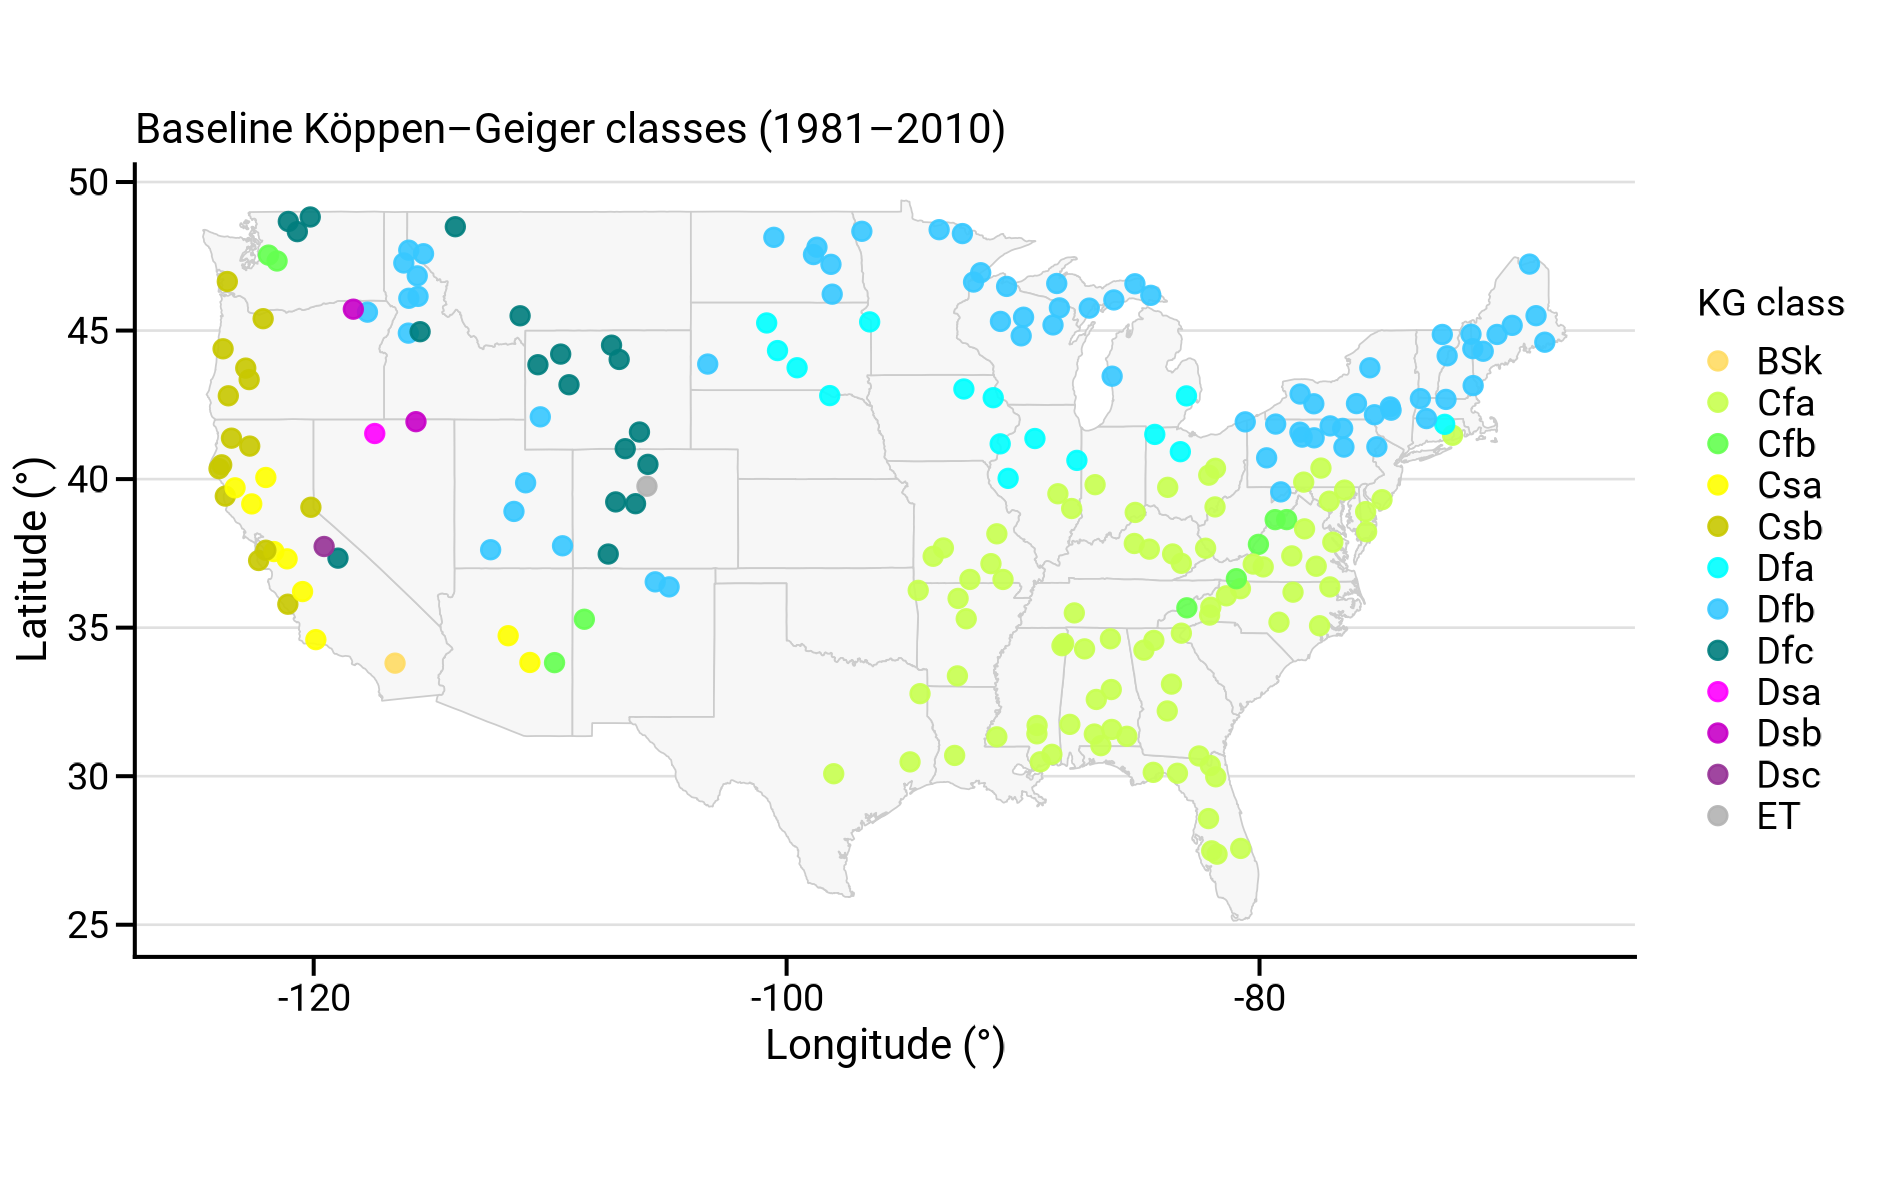 Baseline Köppen–Geiger classes (1981–2010)
50
45
40
35
30
25
Latitude (°)
-120
-100
-80
Longitude (°)
KG class
BSk
Cfa
Cfb
Csa
Csb
Dfa
Dfb
Dfc
Dsa
Dsb
Dsc
ET